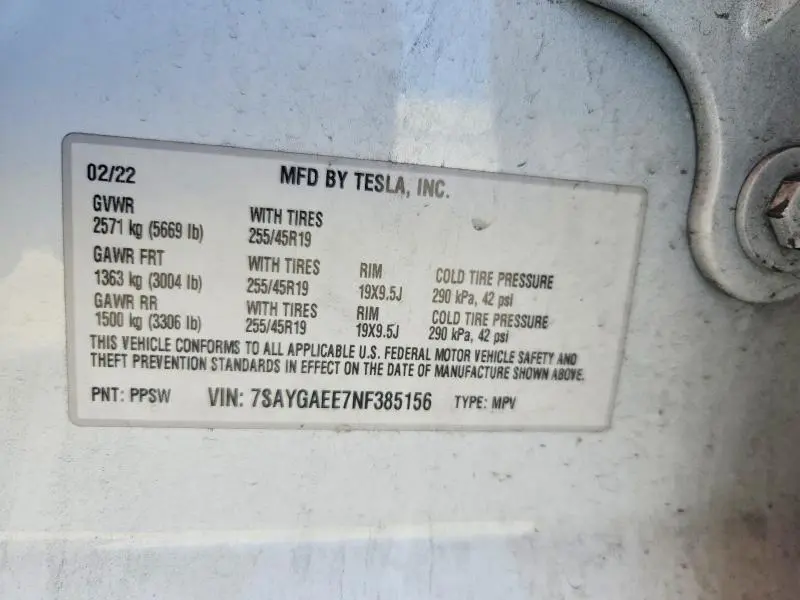 02/22 MFD BY TESLA, INC.
GVWR WITH TIRES
2571 kg (5669 lb) 255/45R19
GAWR FRT WITH TIRES RIM COLD TIRE PRESSURE
1363 kg (3004 lb) 255/45R19 19X9.5J 290 kPa, 42 psi
GAWR RR WITH TIRES RIM COLD TIRE PRESSURE
1500 kg (3306 lb) 255/45R19 19X9.5J 290 kPa, 42 psi
THIS VEHICLE CONFORMS TO ALL APPLICABLE U.S. FEDERAL MOTOR VEHICLE SAFETY AND
THEFT PREVENTION STANDARDS IN EFFECT ON THE DATE OF MANUFACTURE SHOWN ABOVE.
PNT: PPSW VIN: 7SAYGAEE7NF385156 TYPE: MPV